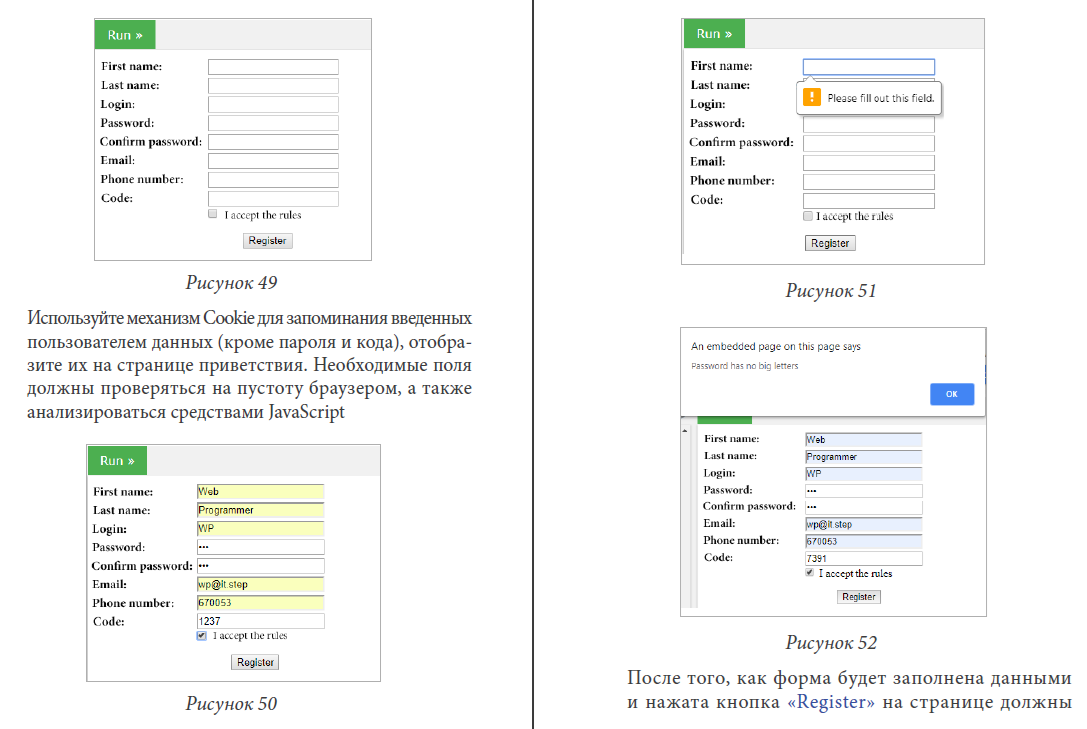 Run »
First name:
Last name:
Login:
Password:
Confirm password:
Email:
Phone number:
Code:
I accept the rules
Register
Рисунок 49
Используйте механизм Cookie для запоминания введенных
пользователем данных (кроме пароля и кода), отобра-
зите их на странице приветствия. Необходимые поля
должны проверяться на пустоту браузером, а также
анализироваться средствами JavaScript
Run »
First name: Web
Last name: Programmer
Login: WP
Password: •••
Confirm password: •••
Email: wp@it.step
Phone number: 670053
Code: 1237
I accept the rules
Register
Рисунок 50
Run »
First name:
Last name:
Please fill out this field.
Login:
Password:
Confirm password:
Email:
Phone number:
Code:
I accept the rules
Register
Рисунок 51
An embedded page on this page says
Password has no big letters
OK
First name: Web
Last name: Programmer
Login: WP
Password: •••
Confirm password: •••
Email: wp@it.step
Phone number: 670053
Code: 7391
I accept the rules
Register
Рисунок 52
После того, как форма будет заполнена данными
и нажата кнопка «Register» на странице должны